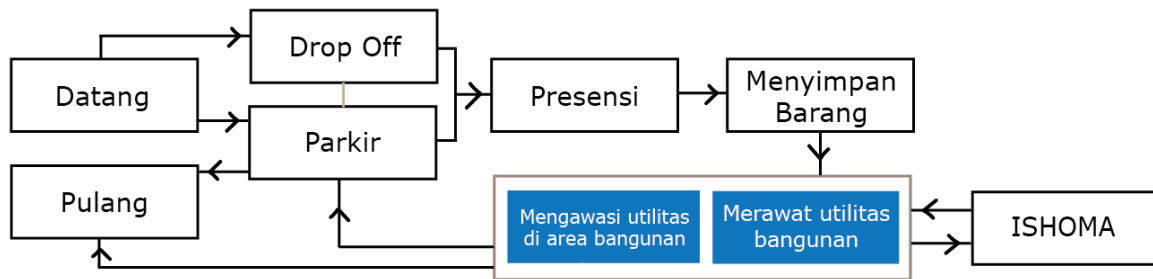 Drop Off
Datang
Parkir
Pulang
Presensi
Menyimpan
Barang
Mengawasi utilitas
di area bangunan
Merawat utilitas
bangunan
ISHOMA